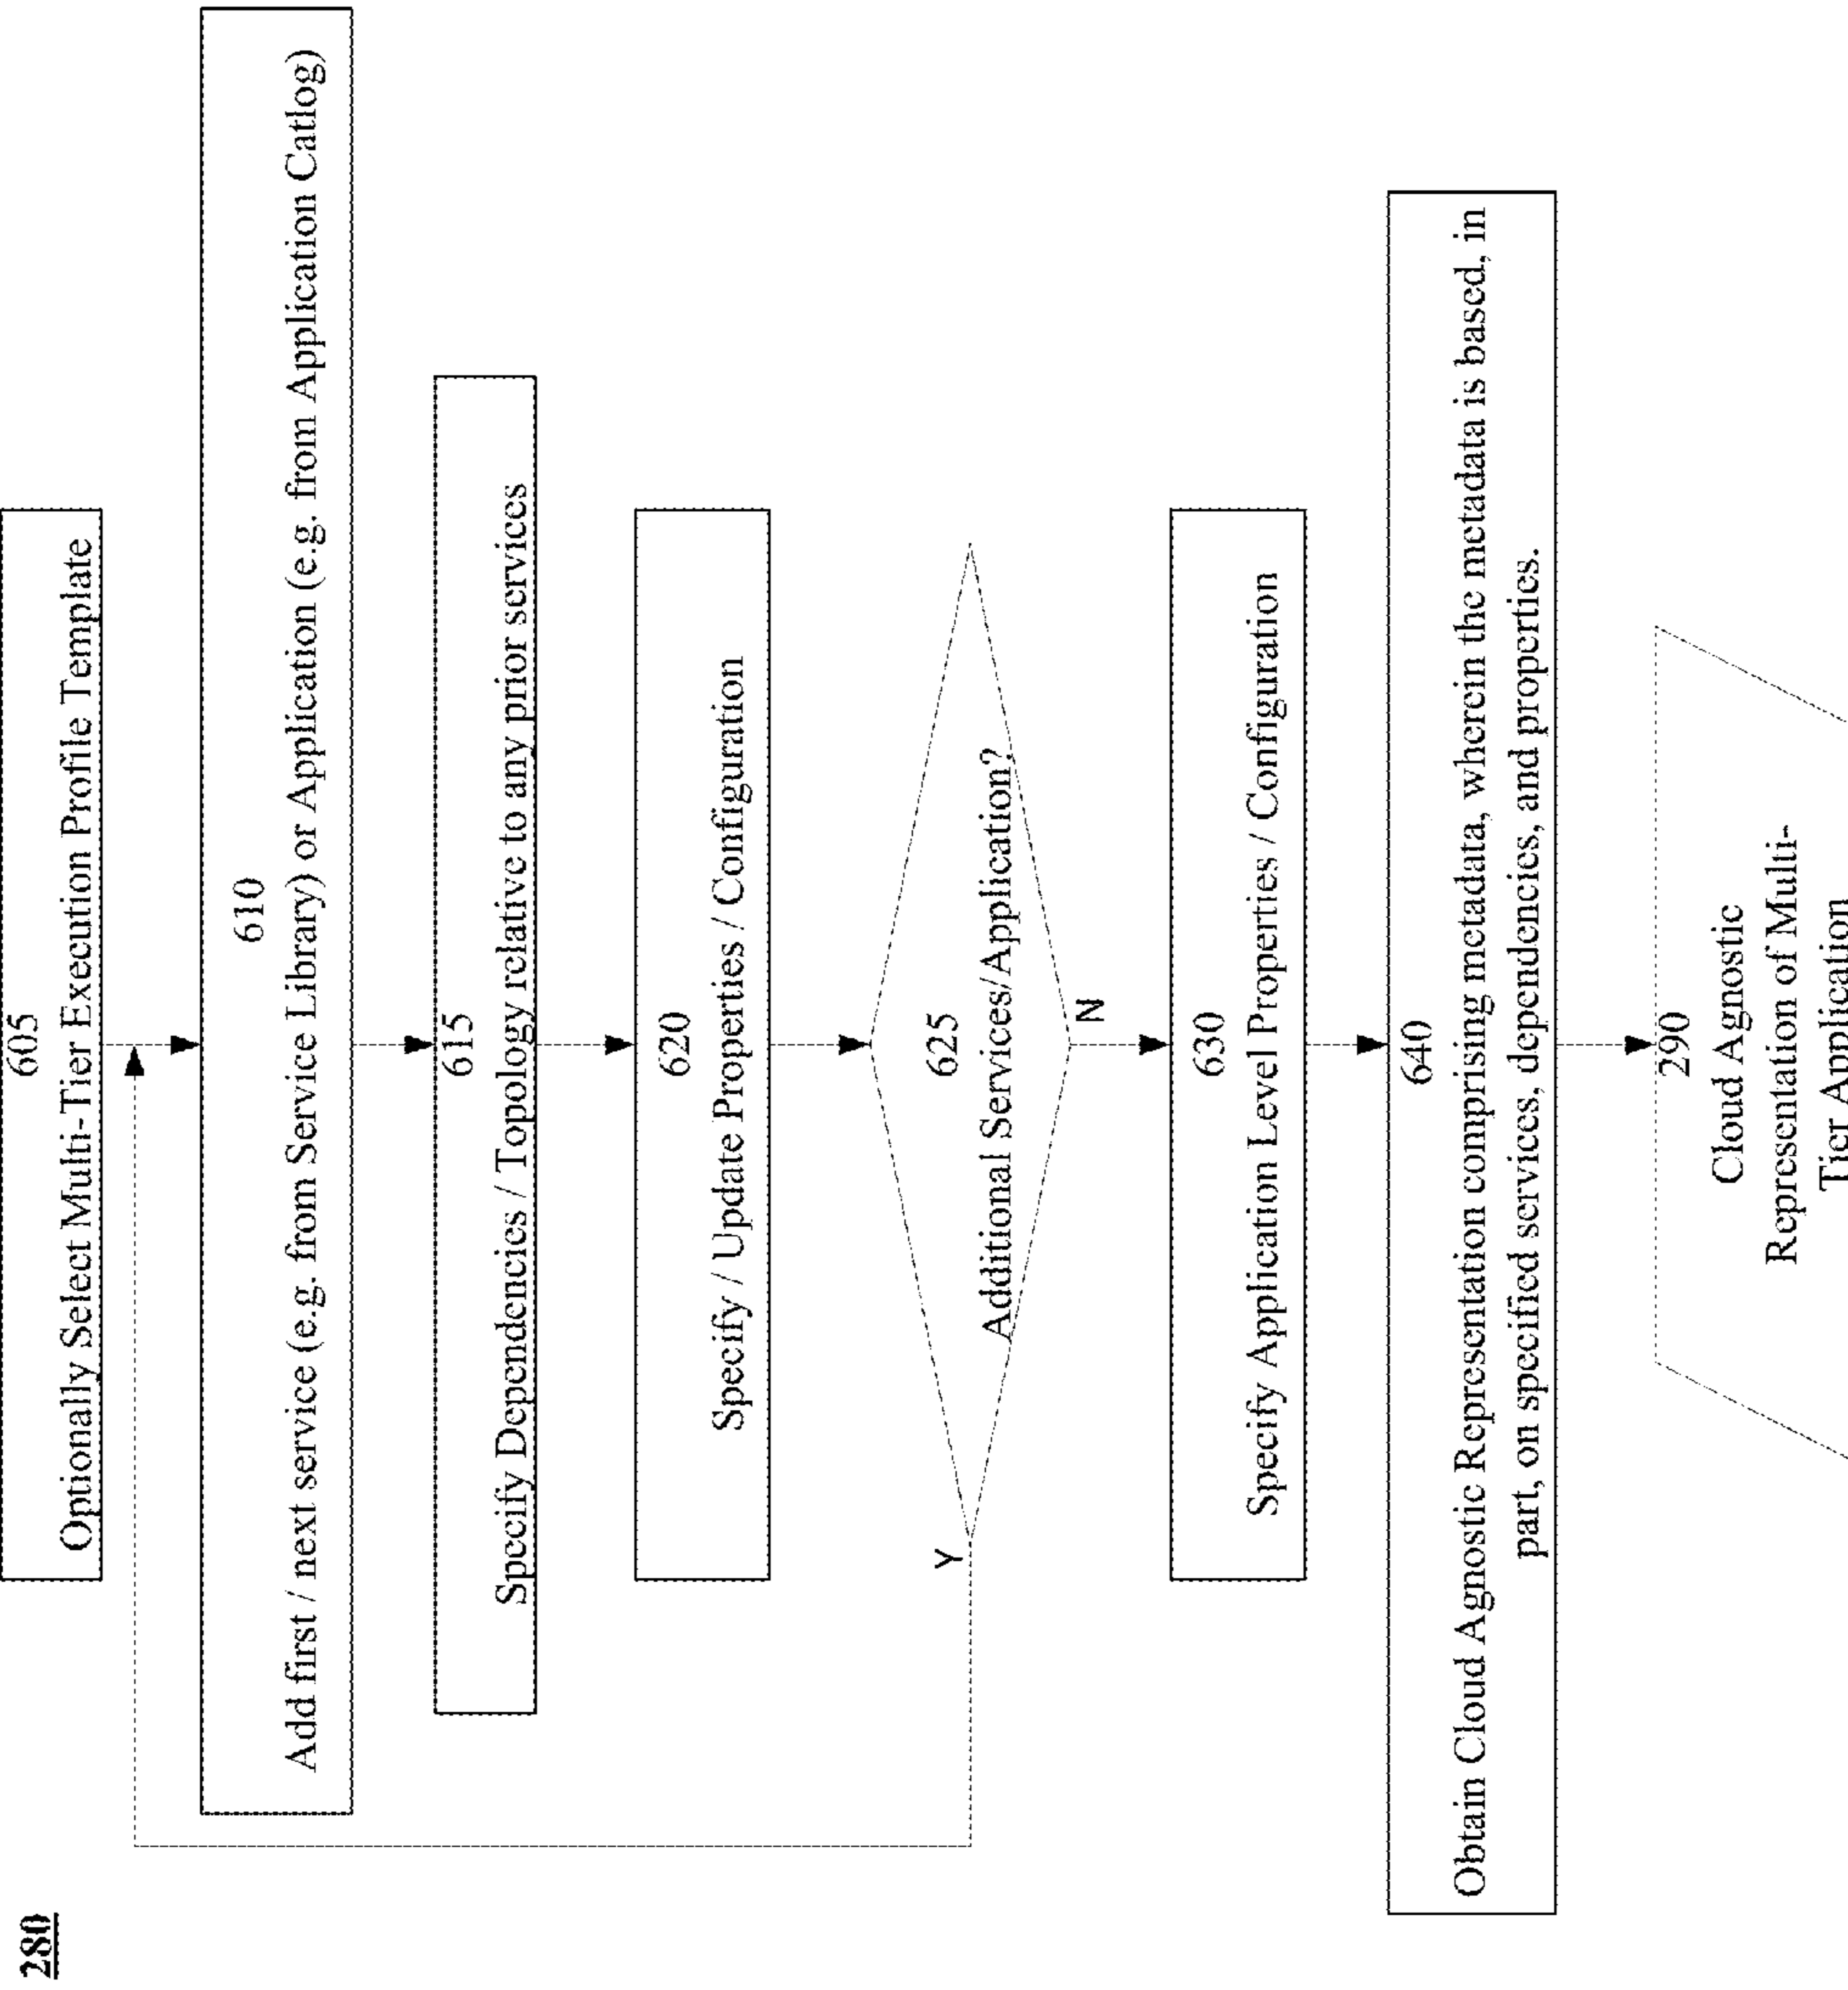 280
605
Optionally Select Multi-Tier Execution Profile Template
610
Add first / next service (e.g. from Service Library) or Application (e.g. from Application Catlog)
615
Specify Dependencies / Topology relative to any prior services
620
Specify / Update Properties / Configuration
625
Additional Services/Application?
Y
N
630
Specify Application Level Properties / Configuration
640
Obtain Cloud Agnostic Representation comprising metadata, wherein the metadata is based, in
part, on specified services, dependencies, and properties.
290
Cloud Agnostic
Representation of Multi-
Tier Application